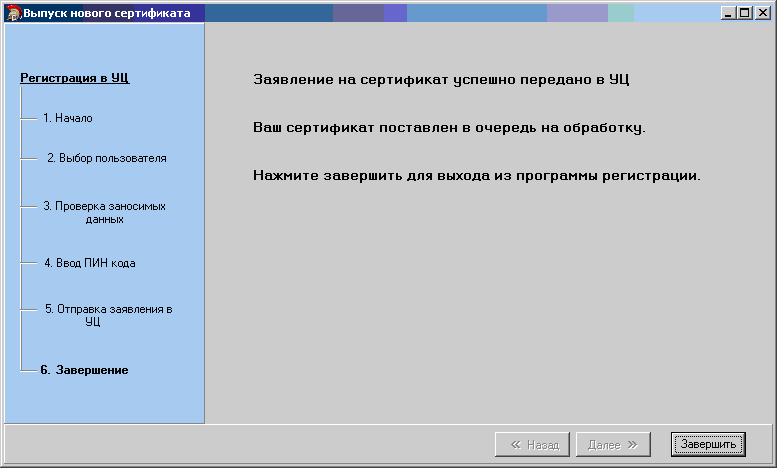 Выпуск нового сертификата
Регистрация в УЦ
1. Начало
2. Выбор пользователя
3. Проверка заносимых
данных
4. Ввод ПИН кода
5. Отправка заявления в
УЦ
6. Завершение
Заявление на сертификат успешно передано в УЦ
Ваш сертификат поставлен в очередь на обработку.
Нажмите завершить для выхода из программы регистрации.
« Назад
Далее »
Завершить